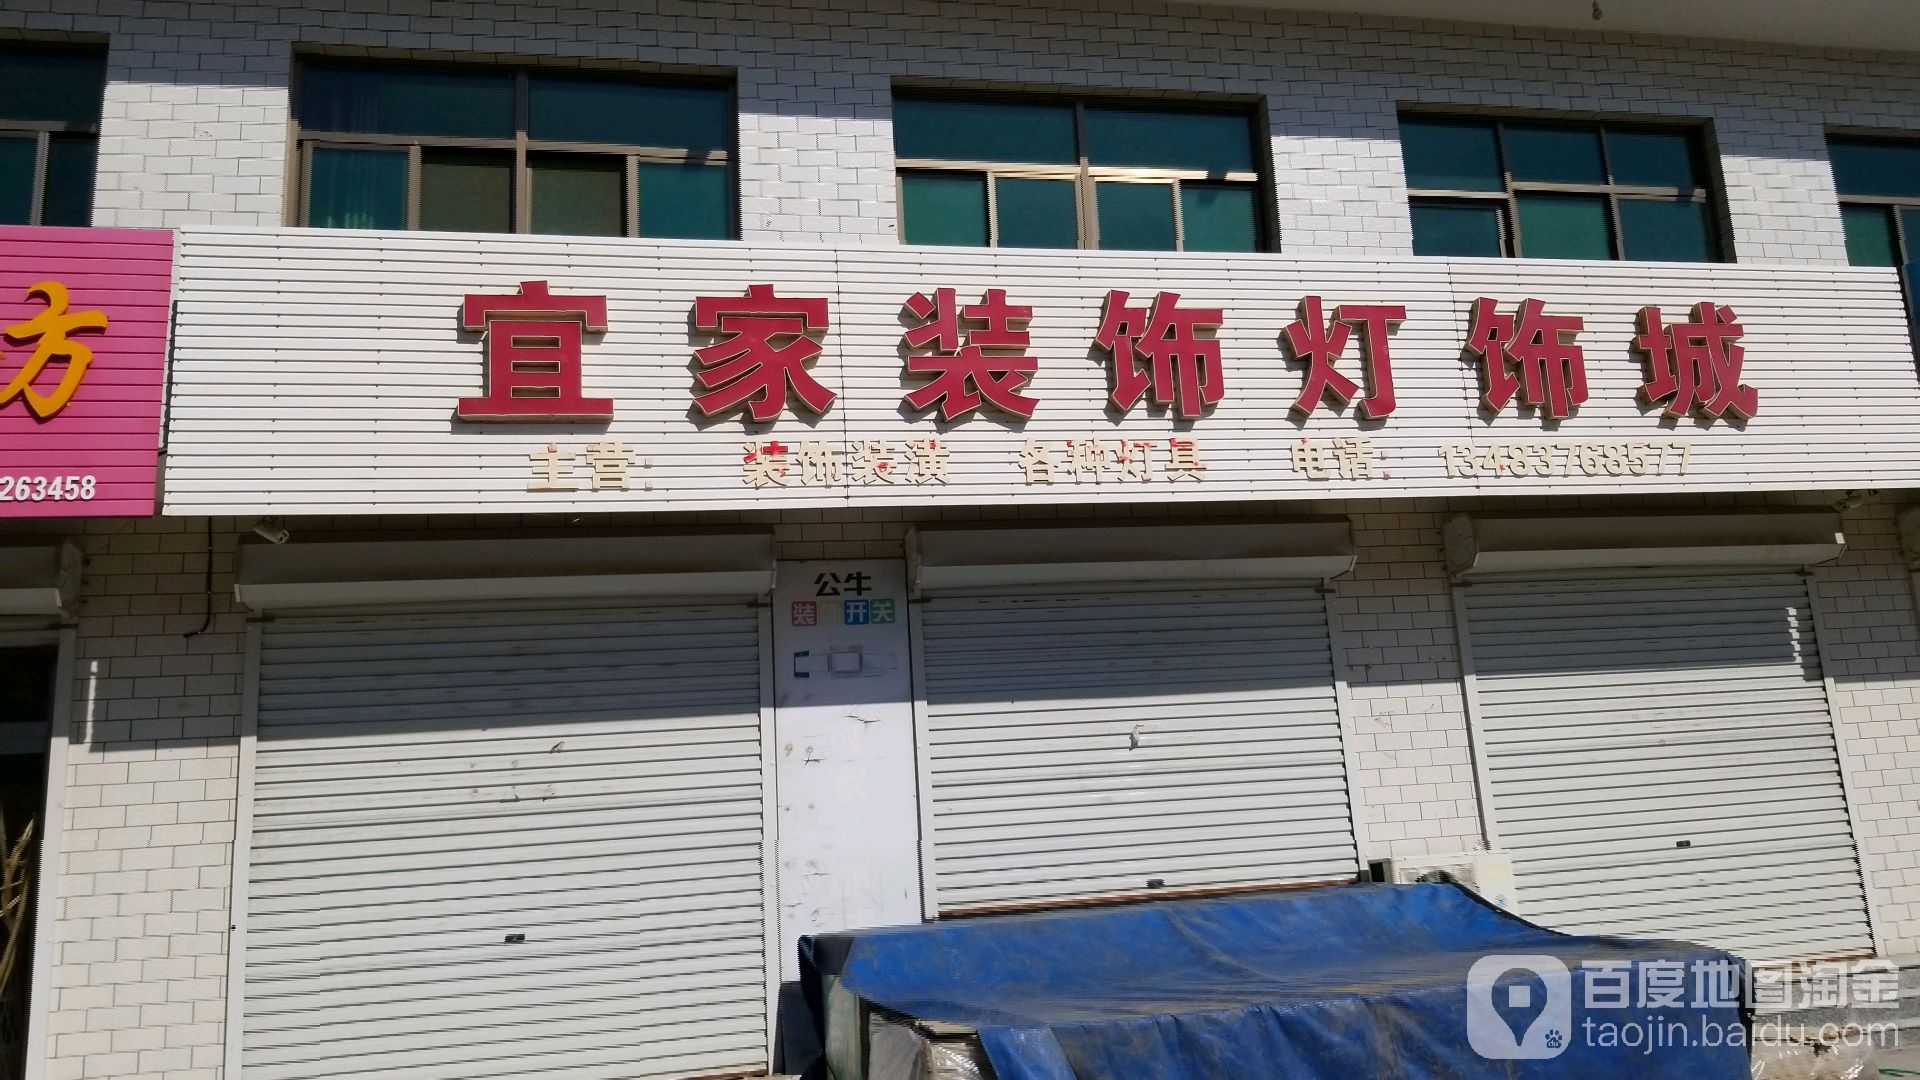 方
263458
宜家装饰灯饰城
主营: 装饰装潢 各种灯具 电话: 13483768577
公牛
装饰开关
家
百度地图淘金
taojin.baidu.com